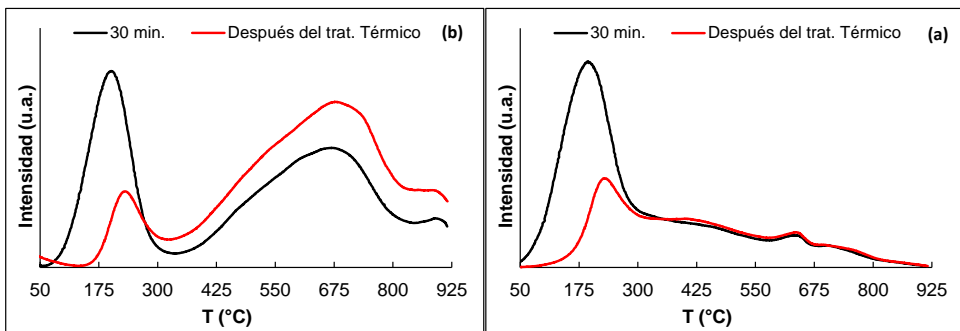 30 min.
Después del trat. Térmico
(b)
Intensidad (u.a.)
50 175 300 425 550 675 800 925
T (°C)
30 min.
Después del trat. Térmico
(a)
Intensidad (u.a.)
50 175 300 425 550 675 800 925
T (°C)